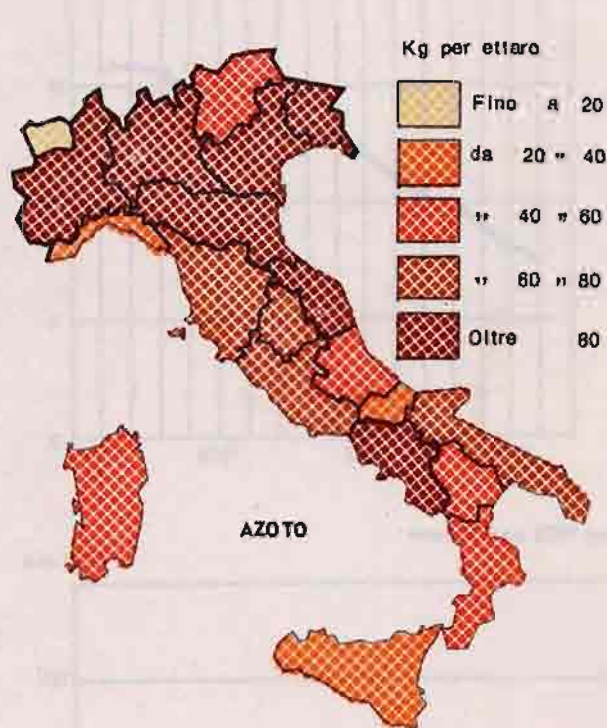 Kg per ettaro
Fino a 20
da 20 " 40
" 40 " 60
" 60 " 80
Oltre 80
AZOTO